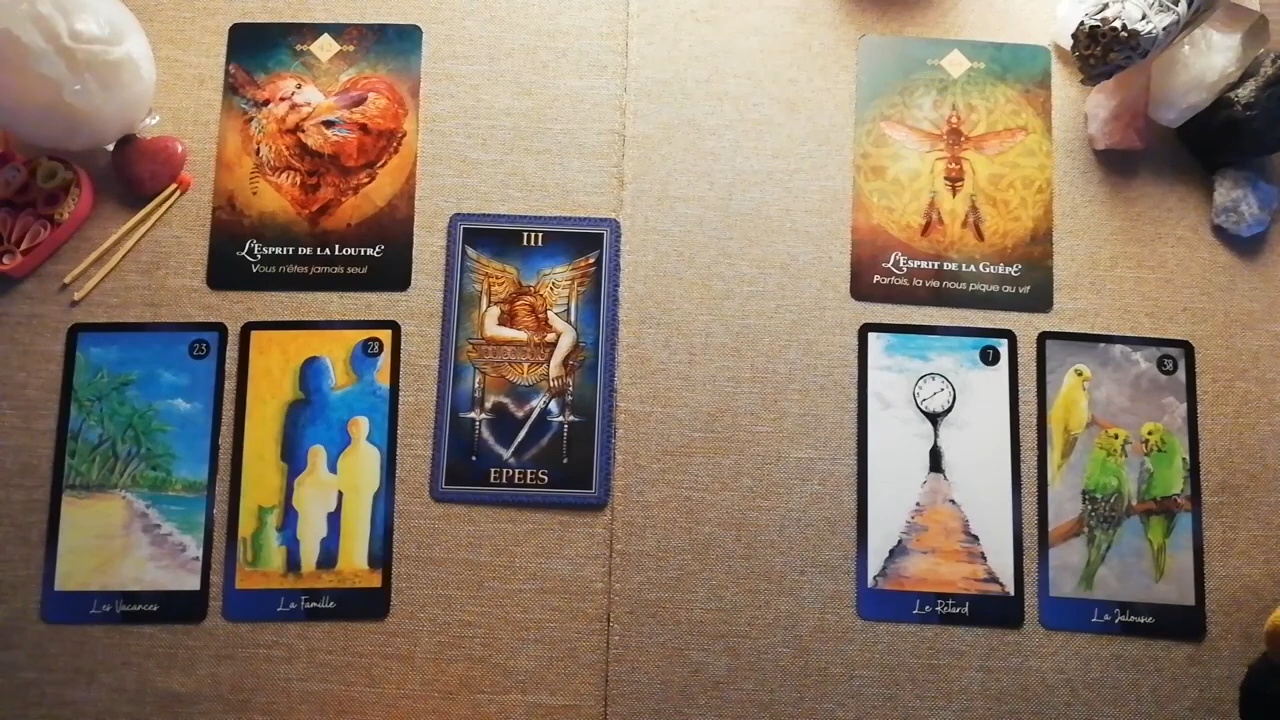 42
L'Esprit de la Loutre
Vous n'êtes jamais seul
L'Esprit de la Guêpe
Parfois, la vie nous pique au vif
III
EPEES
23
Les Vacances
28
La Famille
7
Le Retard
38
La Jalousie